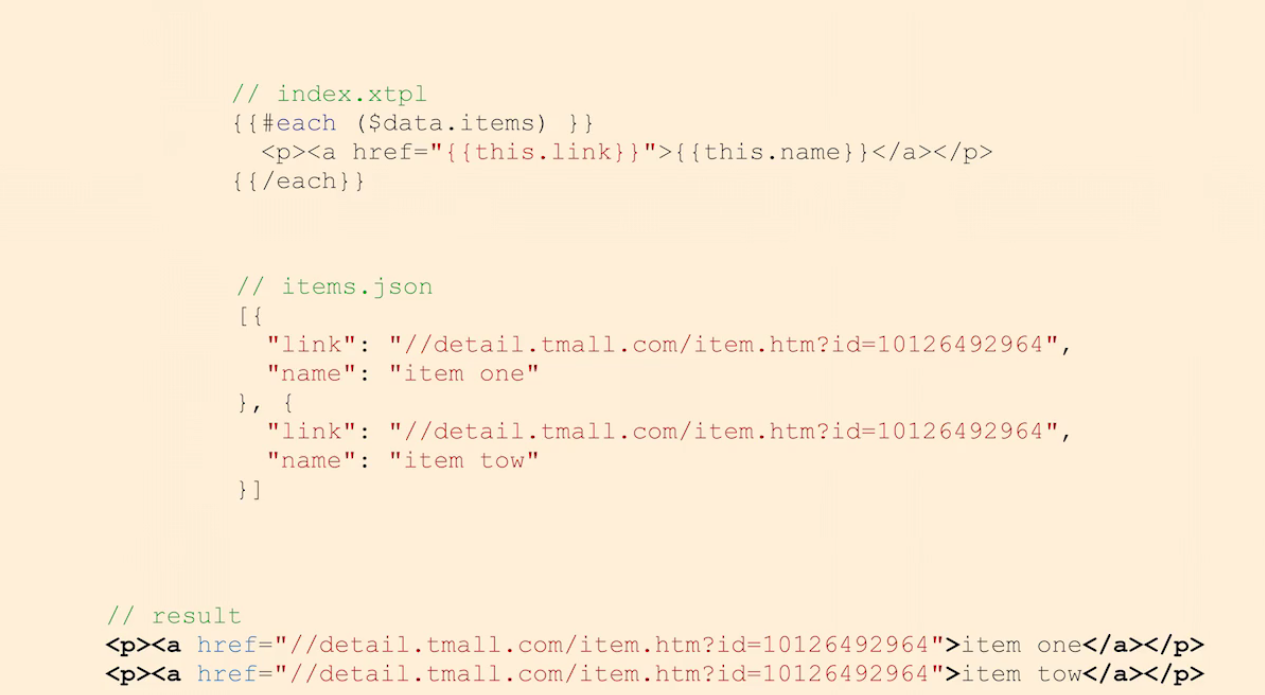 // index.xtpl
{{#each ($data.items) }}
<p><a href="{{this.link}}">{{this.name}}</a></p>
{{/each}}
// items.json
[{
"link": "//detail.tmall.com/item.htm?id=10126492964",
"name": "item one"
}, {
"link": "//detail.tmall.com/item.htm?id=10126492964",
"name": "item tow"
}]
// result
<p><a href="//detail.tmall.com/item.htm?id=10126492964">item one</a></p>
<p><a href="//detail.tmall.com/item.htm?id=10126492964">item tow</a></p>